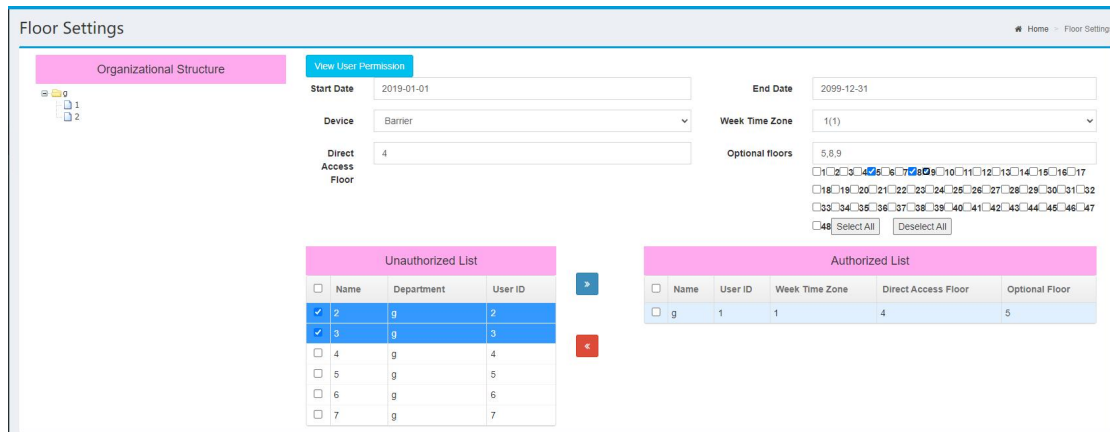 Floor Settings
Home > Floor Setting
Organizational Structure
g
1
2
View User Permission
Start Date 2019-01-01 End Date 2099-12-31
Device Barrier Week Time Zone 1(1)
Direct Access Floor 4 Optional floors 5,8,9
1 2 3 4 5 6 7 8 9 10 11 12 13 14 15 16 17
18 19 20 21 22 23 24 25 26 27 28 29 30 31 32
33 34 35 36 37 38 39 40 41 42 43 44 45 46 47
48 Select All Deselect All
Unauthorized List
Name Department User ID
2 g 2
3 g 3
4 g 4
5 g 5
6 g 6
7 g 7
»
«
Authorized List
Name User ID Week Time Zone Direct Access Floor Optional Floor
g 1 1 4 5